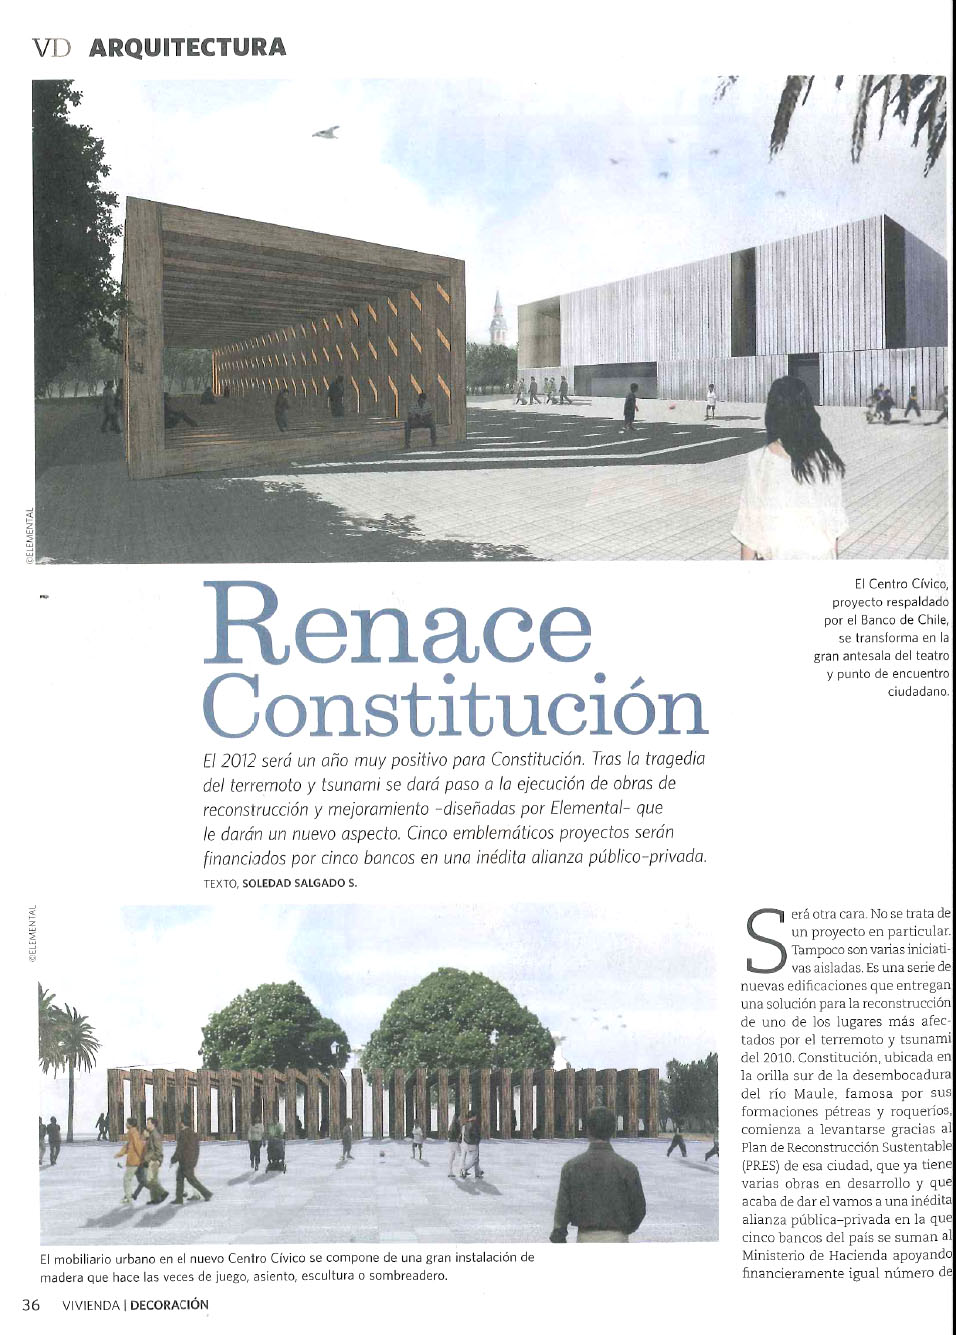 VD ARQUITECTURA
©ELEMENTAL
Renace
Constitución
El Centro Cívico,
proyecto respaldado
por el Banco de Chile,
se transforma en la
gran antesala del teatro
y punto de encuentro
ciudadano.
El 2012 será un año muy positivo para Constitución. Tras la tragedia
del terremoto y tsunami se dará paso a la ejecución de obras de
reconstrucción y mejoramiento –diseñadas por Elemental– que
le darán un nuevo aspecto. Cinco emblemáticos proyectos serán
financiados por cinco bancos en una inédita alianza público-privada.
TEXTO, SOLEDAD SALGADO S.
©ELEMENTAL
Será otra cara. No se trata de
un proyecto en particular.
Tampoco son varias iniciati-
vas aisladas. Es una serie de
nuevas edificaciones que entregan
una solución para la reconstrucción
de uno de los lugares más afec-
tados por el terremoto y tsunami
del 2010. Constitución, ubicada en
la orilla sur de la desembocadura
del río Maule, famosa por sus
formaciones pétreas y roqueríos,
comienza a levantarse gracias al
Plan de Reconstrucción Sustentable
(PRES) de esa ciudad, que ya tiene
varias obras en desarrollo y que
acaba de dar el vamos a una inédita
alianza pública–privada en la que
cinco bancos del país se suman al
Ministerio de Hacienda apoyando
financieramente igual número de
El mobiliario urbano en el nuevo Centro Cívico se compone de una gran instalación de
madera que hace las veces de juego, asiento, escultura o sombreadero.
36 VIVIENDA | DECORACIÓN